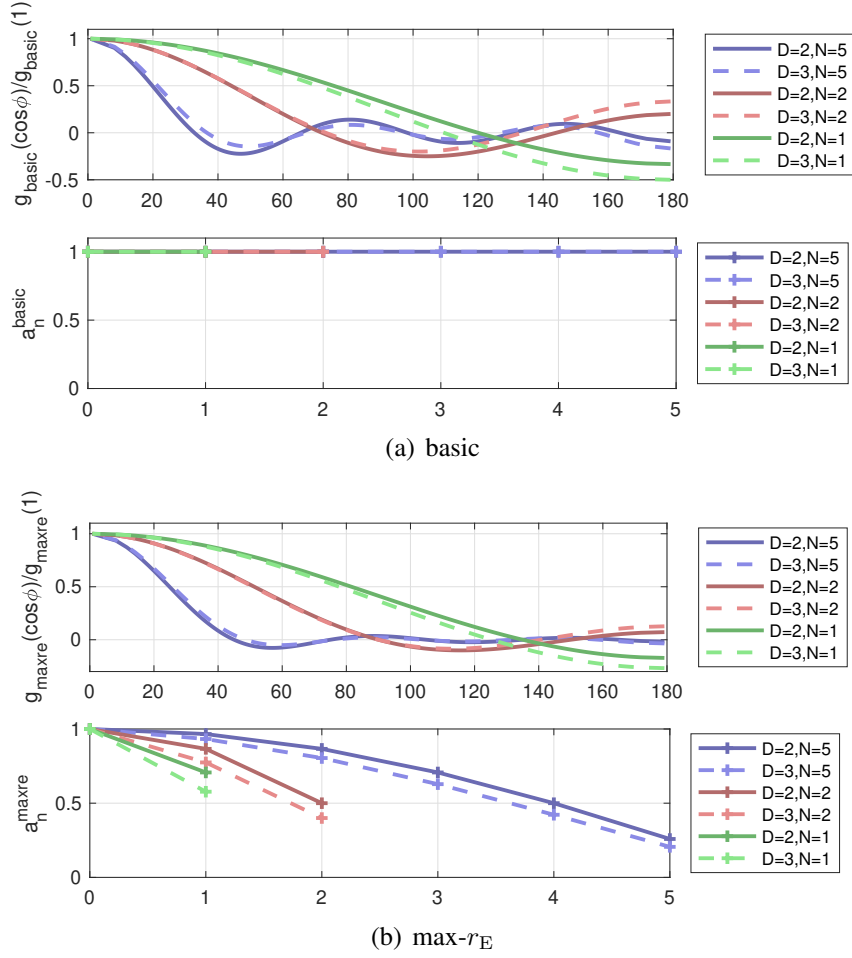 g_basic(cosϕ)/g_basic(1)
1
0.5
0
-0.5
0 20 40 60 80 100 120 140 160 180
D=2,N=5
D=3,N=5
D=2,N=2
D=3,N=2
D=2,N=1
D=3,N=1
a_n^basic
1
0.5
0
0 1 2 3 4 5
D=2,N=5
D=3,N=5
D=2,N=2
D=3,N=2
D=2,N=1
D=3,N=1
(a) basic
g_maxre(cosϕ)/g_maxre(1)
1
0.5
0
0 20 40 60 80 100 120 140 160 180
D=2,N=5
D=3,N=5
D=2,N=2
D=3,N=2
D=2,N=1
D=3,N=1
a_n^maxre
1
0.5
0
0 1 2 3 4 5
D=2,N=5
D=3,N=5
D=2,N=2
D=3,N=2
D=2,N=1
D=3,N=1
(b) max-r_E